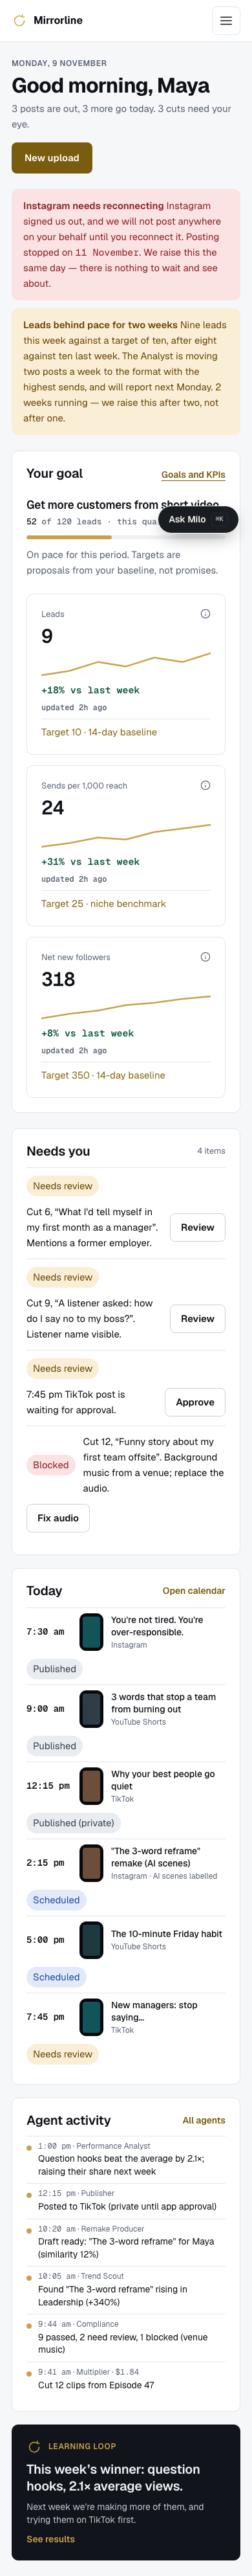 Mirrorline
MONDAY, 9 NOVEMBER
Good morning, Maya
3 posts are out, 3 more go today. 3 cuts need your
eye.
New upload
Instagram needs reconnecting Instagram
signed us out, and we will not post anywhere
on your behalf until you reconnect it. Posting
stopped on 11 November. We raise this the
same day — there is nothing to wait and see
about.
Leads behind pace for two weeks Nine leads
this week against a target of ten, after eight
against ten last week. The Analyst is moving
two posts a week to the format with the
highest sends, and will report next Monday. 2
weeks running — we raise this after two, not
after one.
Your goal
Goals and KPIs
Get more customers from short video
52 of 120 leads · this qua
Ask Milo ⌘K
On pace for this period. Targets are
proposals from your baseline, not promises.
Leads
9
+18% vs last week
updated 2h ago
Target 10 · 14-day baseline
Sends per 1,000 reach
24
+31% vs last week
updated 2h ago
Target 25 · niche benchmark
Net new followers
318
+8% vs last week
updated 2h ago
Target 350 · 14-day baseline
Needs you
4 items
Needs review
Cut 6, “What I'd tell myself in
my first month as a manager”.
Mentions a former employer.
Review
Needs review
Cut 9, “A listener asked: how
do I say no to my boss?”.
Listener name visible.
Review
Needs review
7:45 pm TikTok post is
waiting for approval.
Approve
Blocked
Cut 12, “Funny story about my
first team offsite”. Background
music from a venue; replace the
audio.
Fix audio
Today
Open calendar
7:30 am
You're not tired. You're
over-responsible.
Instagram
Published
9:00 am
3 words that stop a team
from burning out
YouTube Shorts
Published
12:15 pm
Why your best people go
quiet
TikTok
Published (private)
2:15 pm
"The 3-word reframe"
remake (AI scenes)
Instagram · AI scenes labelled
Scheduled
5:00 pm
The 10-minute Friday habit
YouTube Shorts
Scheduled
7:45 pm
New managers: stop
saying…
TikTok
Needs review
Agent activity
All agents
1:00 pm · Performance Analyst
Question hooks beat the average by 2.1×;
raising their share next week
12:15 pm · Publisher
Posted to TikTok (private until app approval)
10:20 am · Remake Producer
Draft ready: "The 3-word reframe" for Maya
(similarity 12%)
10:05 am · Trend Scout
Found "The 3-word reframe" rising in
Leadership (+340%)
9:44 am · Compliance
9 passed, 2 need review, 1 blocked (venue
music)
9:41 am · Multiplier · $1.84
Cut 12 clips from Episode 47
LEARNING LOOP
This week's winner: question
hooks, 2.1× average views.
Next week we're making more of them, and
trying them on TikTok first.
See results